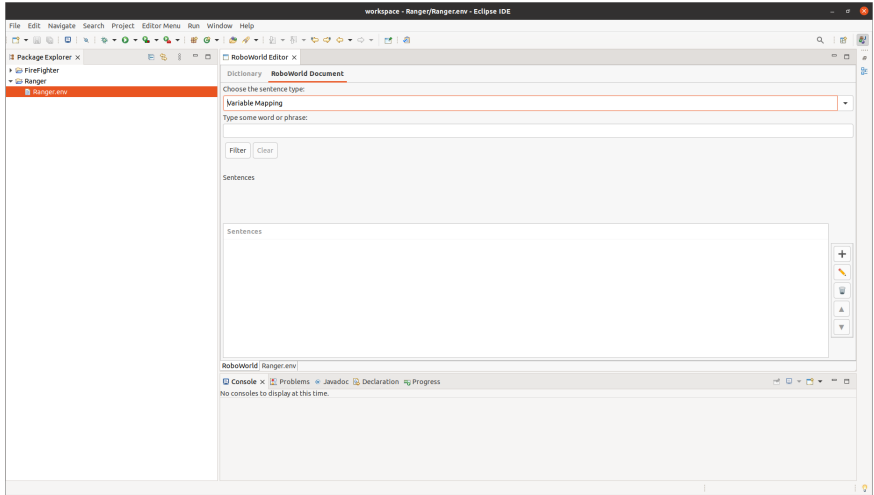 workspace - Ranger/Ranger.env - Eclipse IDE
File Edit Navigate Search Project Editor Menu Run Window Help
Package Explorer
FireFighter
Ranger
Ranger.env
RoboWorld Editor
Dictionary RoboWorld Document
Choose the sentence type:
Variable Mapping
Type some word or phrase:
Filter Clear
Sentences
Sentences
RoboWorld Ranger.env
Console Problems Javadoc Declaration Progress
No consoles to display at this time.